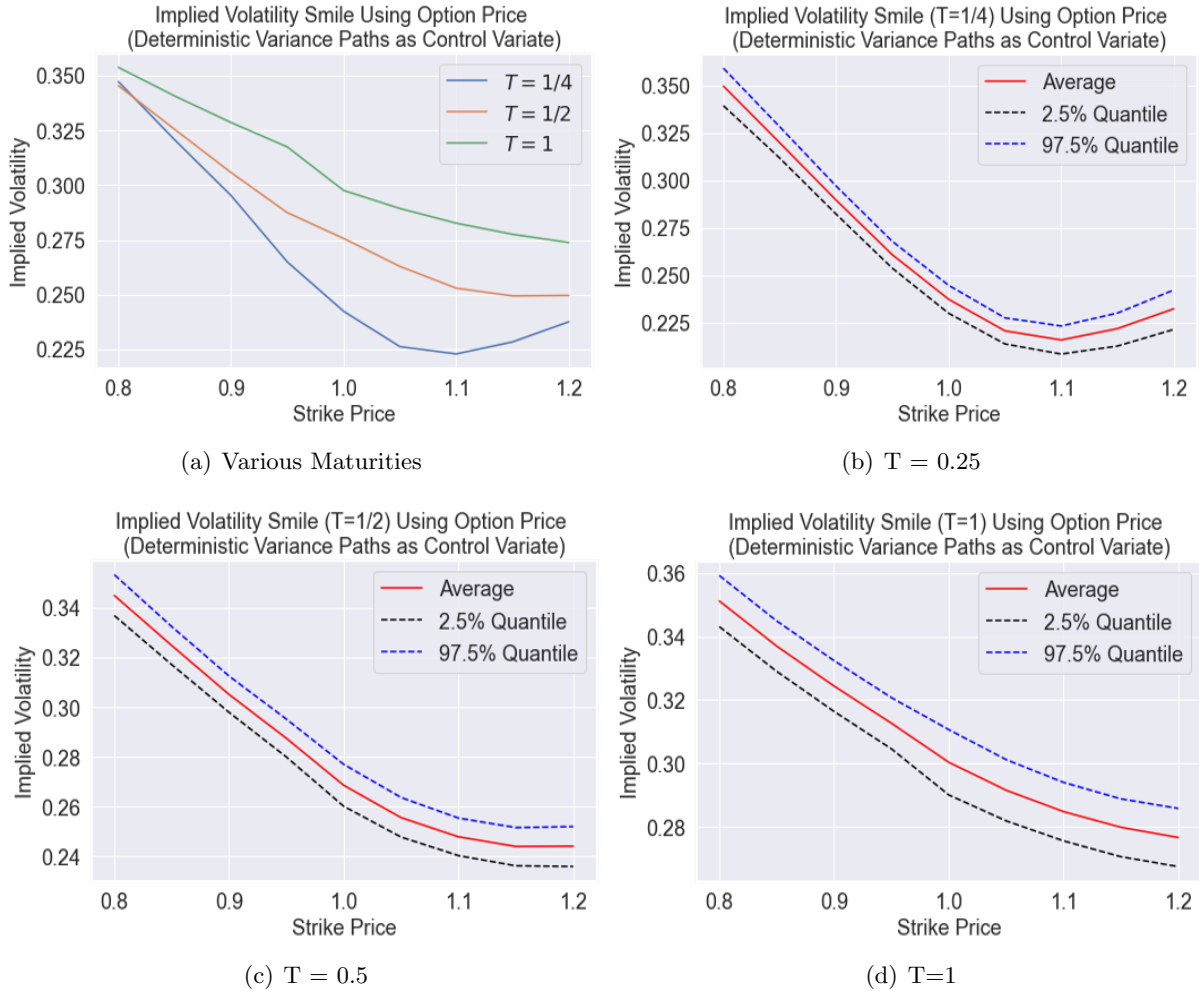 Implied Volatility Smile Using Option Price
(Deterministic Variance Paths as Control Variate)
T = 1/4
T = 1/2
T = 1
0.350
0.325
0.300
0.275
0.250
0.225
Implied Volatility
0.8
0.9
1.0
1.1
1.2
Strike Price
(a) Various Maturities
Implied Volatility Smile (T=1/4) Using Option Price
(Deterministic Variance Paths as Control Variate)
Average
2.5% Quantile
97.5% Quantile
0.350
0.325
0.300
0.275
0.250
0.225
Implied Volatility
0.8
0.9
1.0
1.1
1.2
Strike Price
(b) T = 0.25
Implied Volatility Smile (T=1/2) Using Option Price
(Deterministic Variance Paths as Control Variate)
Average
2.5% Quantile
97.5% Quantile
0.34
0.32
0.30
0.28
0.26
0.24
Implied Volatility
0.8
0.9
1.0
1.1
1.2
Strike Price
(c) T = 0.5
Implied Volatility Smile (T=1) Using Option Price
(Deterministic Variance Paths as Control Variate)
Average
2.5% Quantile
97.5% Quantile
0.36
0.34
0.32
0.30
0.28
Implied Volatility
0.8
0.9
1.0
1.1
1.2
Strike Price
(d) T=1